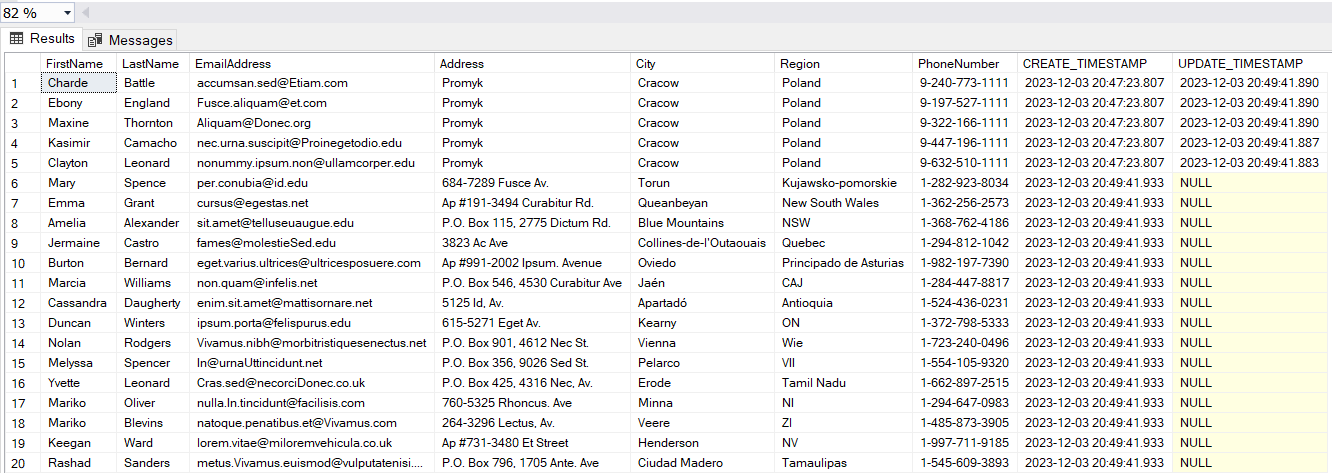 82 %
Results Messages
FirstName LastName EmailAddress Address City Region PhoneNumber CREATE_TIMESTAMP UPDATE_TIMESTAMP
1 Charde Battle accumsan.sed@Etiam.com Promyk Cracow Poland 9-240-773-1111 2023-12-03 20:47:23.807 2023-12-03 20:49:41.890
2 Ebony England Fusce.aliquam@et.com Promyk Cracow Poland 9-197-527-1111 2023-12-03 20:47:23.807 2023-12-03 20:49:41.890
3 Maxine Thornton Aliquam@Donec.org Promyk Cracow Poland 9-322-166-1111 2023-12-03 20:47:23.807 2023-12-03 20:49:41.890
4 Kasimir Camacho nec.urna.suscipit@Proinegetodio.edu Promyk Cracow Poland 9-447-196-1111 2023-12-03 20:47:23.807 2023-12-03 20:49:41.887
5 Clayton Leonard nonummy.ipsum.non@ullamcorper.edu Promyk Cracow Poland 9-632-510-1111 2023-12-03 20:47:23.807 2023-12-03 20:49:41.883
6 Mary Spence per.conubia@id.edu 684-7289 Fusce Av. Torun Kujawsko-pomorskie 1-282-923-8034 2023-12-03 20:49:41.933 NULL
7 Emma Grant cursus@egestas.net Ap #191-3494 Curabitur Rd. Queanbeyan New South Wales 1-362-256-2573 2023-12-03 20:49:41.933 NULL
8 Amelia Alexander sit.amet@telluseuaugue.edu P.O. Box 115, 2775 Dictum Rd. Blue Mountains NSW 1-368-762-4186 2023-12-03 20:49:41.933 NULL
9 Jermaine Castro fames@molestieSed.edu 3823 Ac Ave Collines-de-l'Outaouais Quebec 1-294-812-1042 2023-12-03 20:49:41.933 NULL
10 Burton Bernard eget.varius.ultrices@ultricesposuere.com Ap #991-2002 Ipsum. Avenue Oviedo Principado de Asturias 1-982-197-7390 2023-12-03 20:49:41.933 NULL
11 Marcia Williams non.quam@infelis.net P.O. Box 546, 4530 Curabitur Ave Jaén CAJ 1-284-447-8817 2023-12-03 20:49:41.933 NULL
12 Cassandra Daugherty enim.sit.amet@mattisornare.net 5125 Id, Av. Apartadó Antioquia 1-524-436-0231 2023-12-03 20:49:41.933 NULL
13 Duncan Winters ipsum.porta@felispurus.edu 615-5271 Eget Av. Kearny ON 1-372-798-5333 2023-12-03 20:49:41.933 NULL
14 Nolan Rodgers Vivamus.nibh@morbitristiquesenectus.net P.O. Box 901, 4612 Nec St. Vienna Wie 1-723-240-0496 2023-12-03 20:49:41.933 NULL
15 Melyssa Spencer In@urnaUttincidunt.net P.O. Box 356, 9026 Sed St. Pelarco VII 1-554-105-9320 2023-12-03 20:49:41.933 NULL
16 Yvette Leonard Cras.sed@necorciDonec.co.uk P.O. Box 425, 4316 Nec, Av. Erode Tamil Nadu 1-662-897-2515 2023-12-03 20:49:41.933 NULL
17 Mariko Oliver nulla.In.tincidunt@facilisis.com 760-5325 Rhoncus. Ave Minna NI 1-294-647-0983 2023-12-03 20:49:41.933 NULL
18 Mariko Blevins natoque.penatibus.et@Vivamus.com 264-3296 Lectus, Av. Veere ZI 1-485-873-3905 2023-12-03 20:49:41.933 NULL
19 Keegan Ward lorem.vitae@miloremvehicula.co.uk Ap #731-3480 Et Street Henderson NV 1-997-711-9185 2023-12-03 20:49:41.933 NULL
20 Rashad Sanders metus.Vivamus.euismod@vulputatenisi.... P.O. Box 796, 1705 Ante. Ave Ciudad Madero Tamaulipas 1-545-609-3893 2023-12-03 20:49:41.933 NULL